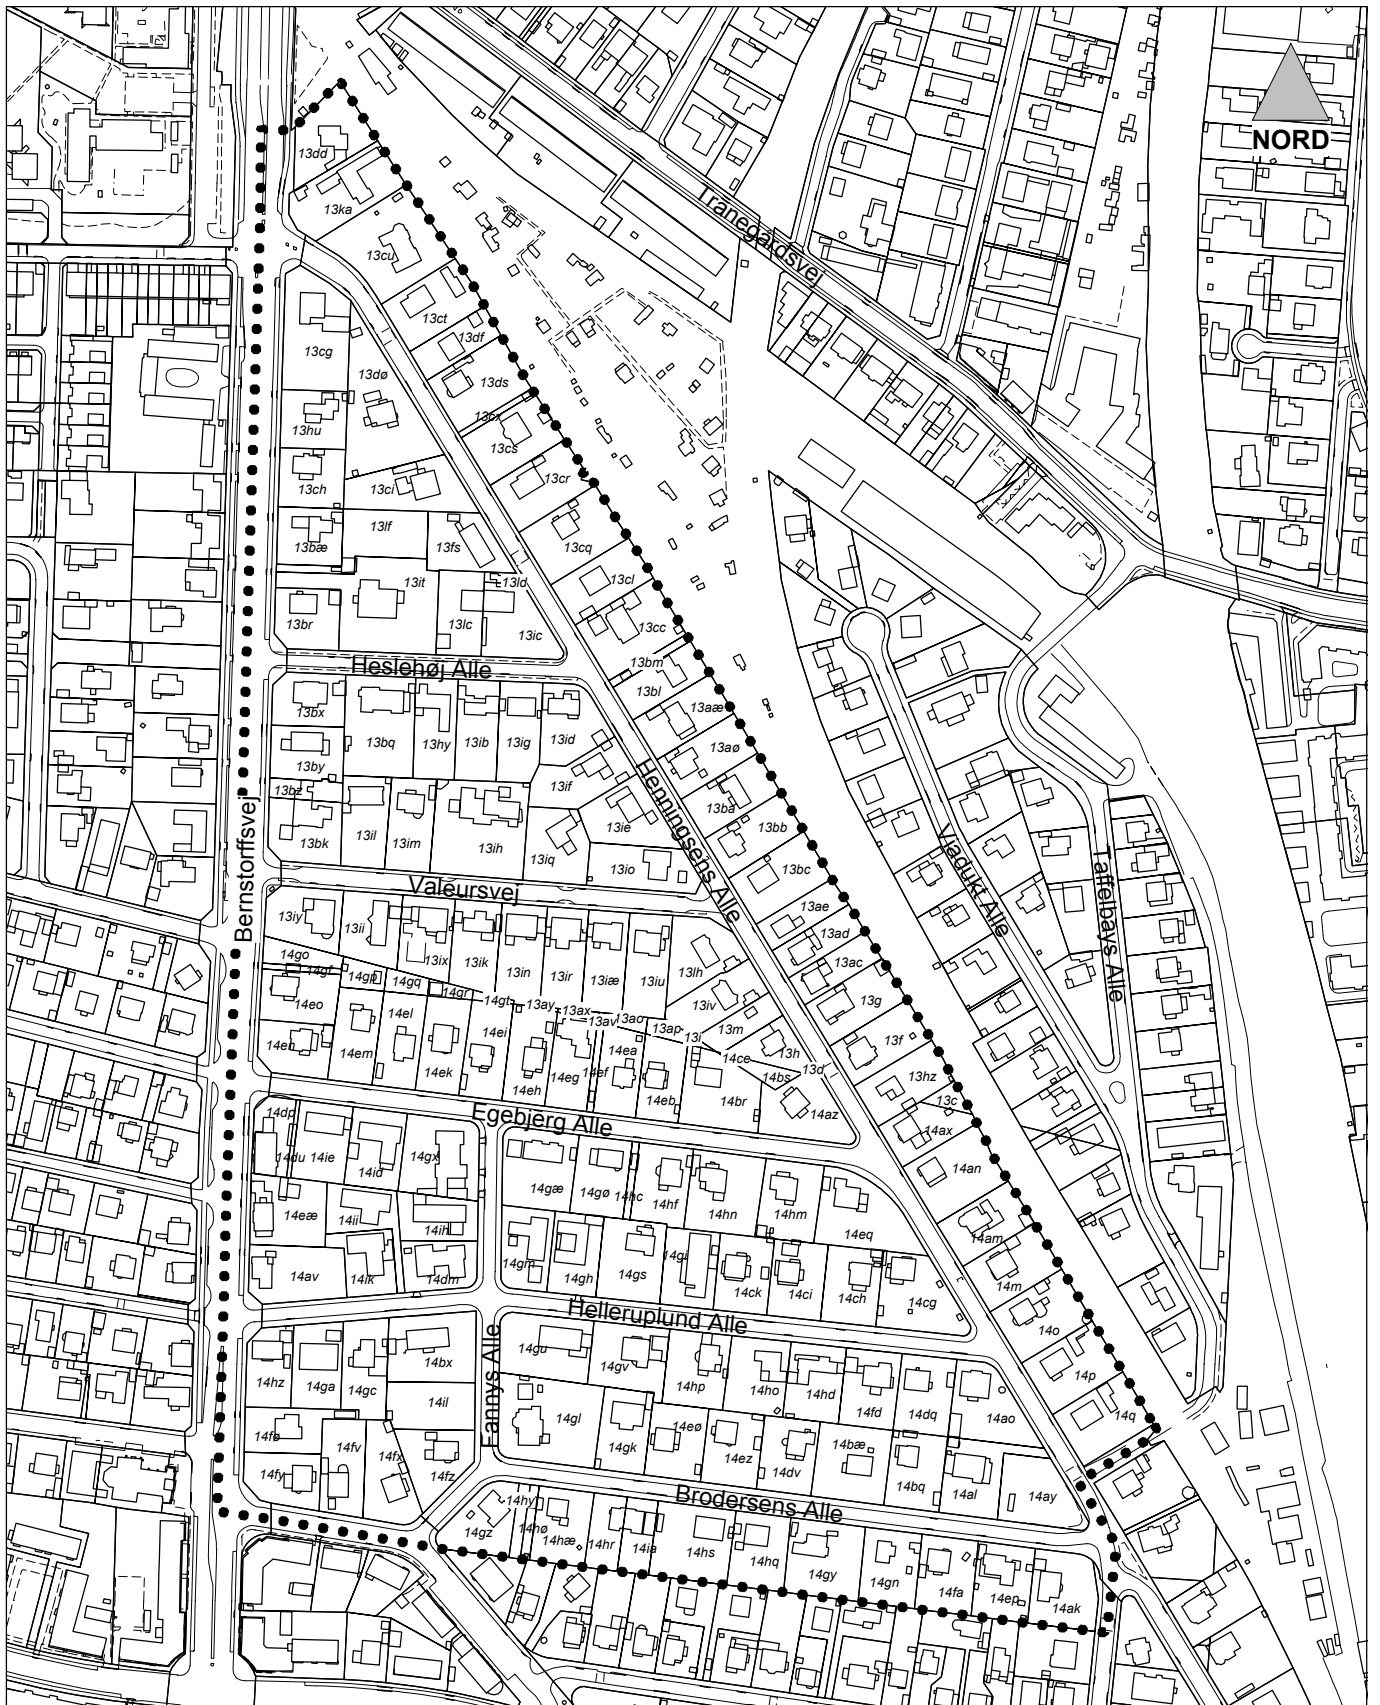 NORD
13dd
13ka
Tranegårdsvej
13cu
13ct
13cg
13df
13dø
13ds
13cx
13hu
13cs
13cr
13ch
13ci
13lf
13bæ
13fs
13cq
13it
13ld
13cl
13br
13lc
13ic
13cc
Heslehøj Alle
13bm
13bl
13bx
13aæ
13bq
13hy
13ib
13ig
13id
13aø
13by
13if
13bz
13ba
13il
13im
13ie
13bb
13bk
13ih
13iq
13io
13bc
Bernstorffsvej
Henningsens Alle
Valeursvej
Viadukt Alle
Taffelbays Alle
13iy
13ii
13ae
13ad
13ix
13ik
13in
13ir
13iæ
13iu
13lh
13ac
14go
14gf
14gp
14gq
14gr
14gt
13ay
13ax
13av
13ao
13ap
13iv
13g
14eo
14el
14ei
13m
13l
13f
14en
14em
14ek
14eh
14eg
14ef
14ea
14eb
14ce
13h
13d
14bs
13hz
14br
14az
13c
Egebjerg Alle
14dp
14ax
14du
14ie
14id
14gx
14an
14gæ
14gø
14hc
14hf
14hn
14hm
14eæ
14ii
14ih
14eq
14am
14av
14ik
14dm
14gm
14gh
14gs
14gi
14ck
14ci
14ch
14cg
14m
Helleruplund Alle
14o
14hz
14ga
14gc
14bx
Fannys Alle
14gu
14gv
14hp
14ho
14hd
14fd
14dq
14ao
14p
14il
14q
14fø
14fv
14fx
14gl
14gk
14eø
14ez
14dv
14bæ
14fy
14fz
14bq
14al
14ay
Brodersens Alle
14gz
14hy
14hø
14hæ
14hr
14ia
14hs
14hq
14gy
14gn
14fa
14ep
14ak